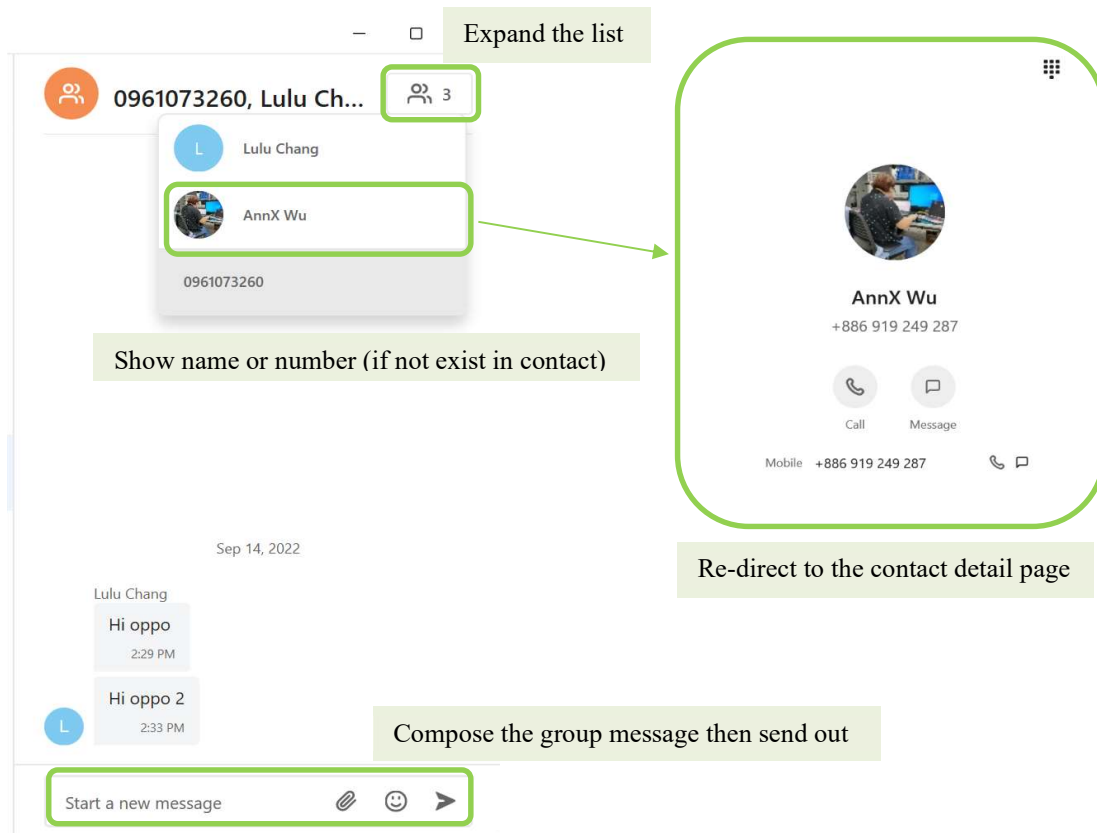 Expand the list
0961073260, Lulu Ch...
3
L
Lulu Chang
AnnX Wu
0961073260
Show name or number (if not exist in contact)
AnnX Wu
+886 919 249 287
Call
Message
Mobile +886 919 249 287
Re-direct to the contact detail page
Sep 14, 2022
Lulu Chang
Hi oppo
2:29 PM
Hi oppo 2
2:33 PM
L
Compose the group message then send out
Start a new message